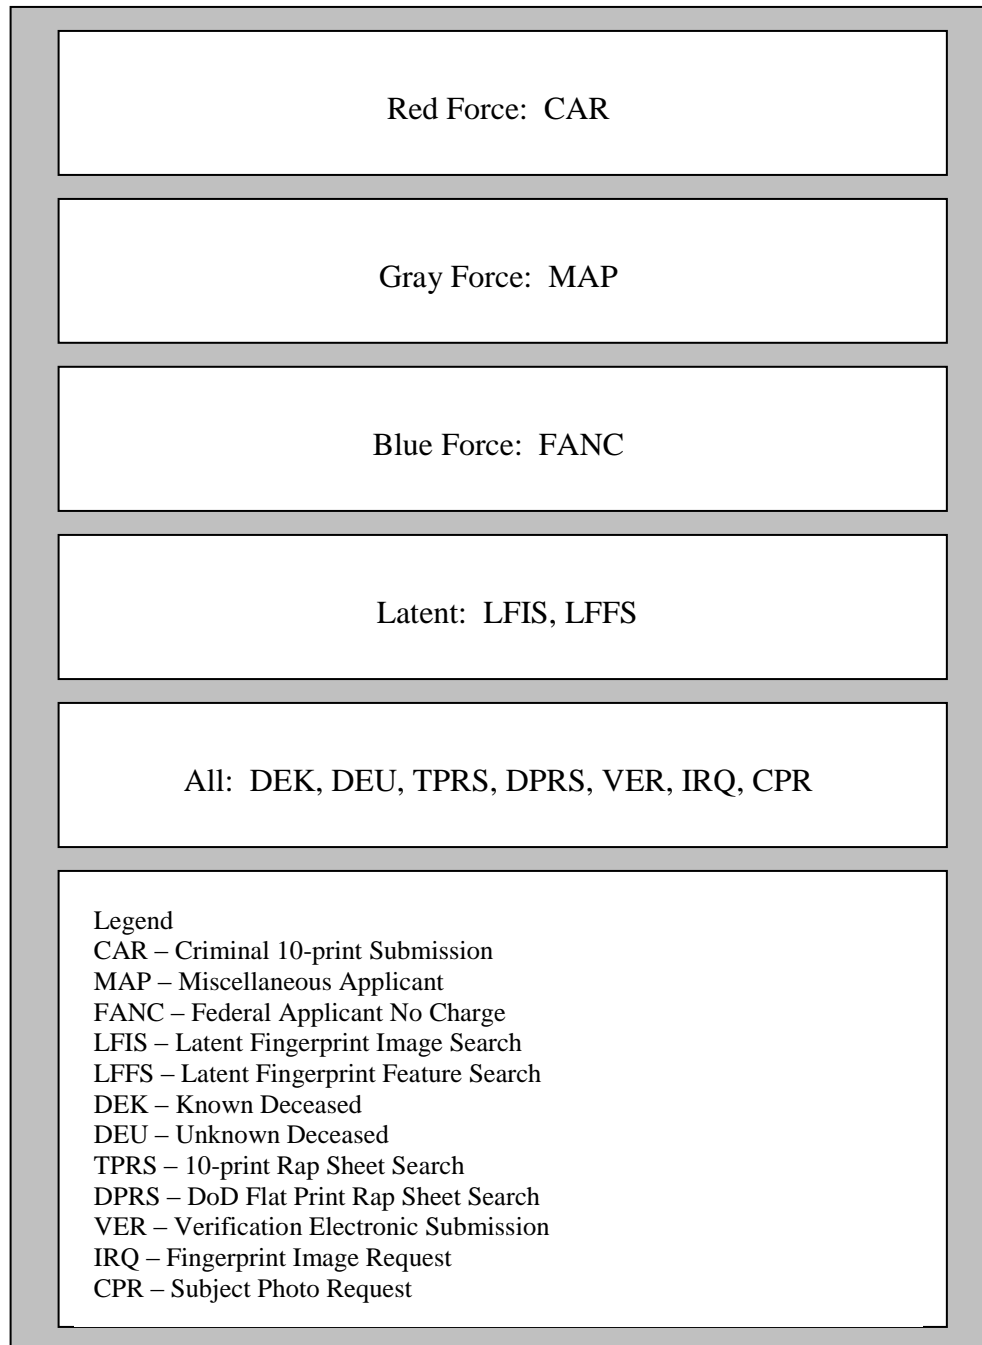 Red Force: CAR
Gray Force: MAP
Blue Force: FANC
Latent: LFIS, LFFS
All: DEK, DEU, TPRS, DPRS, VER, IRQ, CPR
Legend
CAR – Criminal 10-print Submission
MAP – Miscellaneous Applicant
FANC – Federal Applicant No Charge
LFIS – Latent Fingerprint Image Search
LFFS – Latent Fingerprint Feature Search
DEK – Known Deceased
DEU – Unknown Deceased
TPRS – 10-print Rap Sheet Search
DPRS – DoD Flat Print Rap Sheet Search
VER – Verification Electronic Submission
IRQ – Fingerprint Image Request
CPR – Subject Photo Request